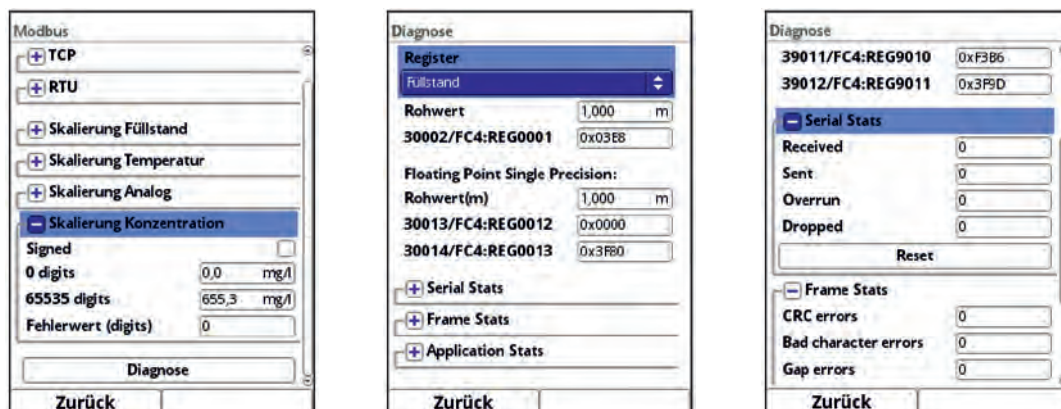 Modbus
TCP
RTU
Skalierung Füllstand
Skalierung Temperatur
Skalierung Analog
Skalierung Konzentration
Signed
0 digits 0,0 mg/l
65535 digits 655,3 mg/l
Fehlerwert (digits) 0
Diagnose
Zurück
Diagnose
Register
Füllstand
Rohwert 1,000 m
30002/FC4:REG0001 0x03E8
Floating Point Single Precision:
Rohwert(m) 1,000 m
30013/FC4:REG0012 0x0000
30014/FC4:REG0013 0x3F80
Serial Stats
Frame Stats
Application Stats
Zurück
Diagnose
39011/FC4:REG9010 0xF3B6
39012/FC4:REG9011 0x3F9D
Serial Stats
Received 0
Sent 0
Overrun 0
Dropped 0
Reset
Frame Stats
CRC errors 0
Bad character errors 0
Gap errors 0
Zurück